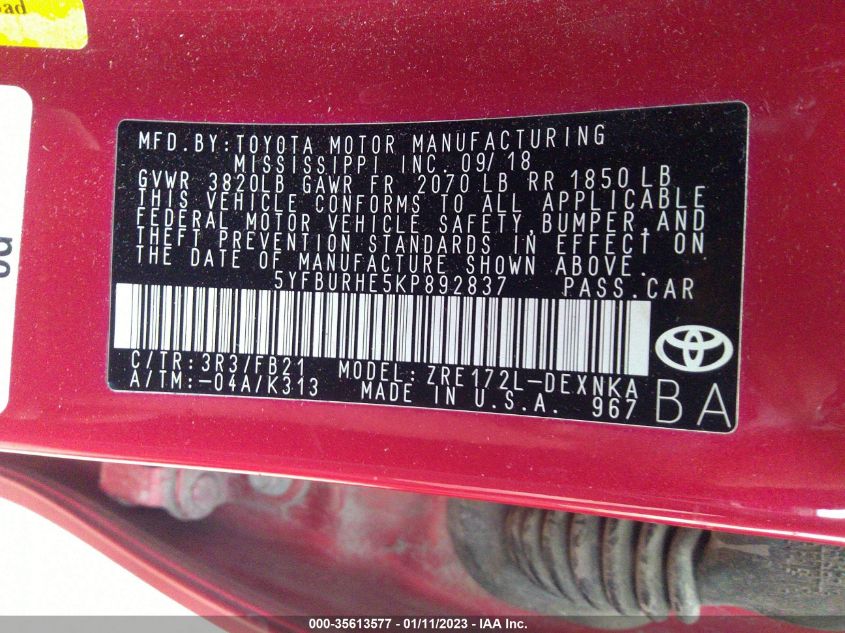 oad
MFD.BY:TOYOTA MOTOR MANUFACTURING
MISSISSIPPI INC. 09/18
GVWR 3820LB GAWR FR 2070 LB RR 1850LB
THIS VEHICLE CONFORMS TO ALL APPLICABLE
FEDERAL MOTOR VEHICLE SAFETY,BUMPER,AND
THEFT PREVENTION STANDARDS IN EFFECT ON
THE DATE OF MANUFACTURE SHOWN ABOVE.
5YFBURHE5KP892837 PASS.CAR
C/TR:3R3/FB21 MODEL:ZRE172L-DEXNKA
A/TM:-04A/K313 MADE IN U.S.A. 967
BA
000-35613577 - 01/11/2023 - IAA Inc.